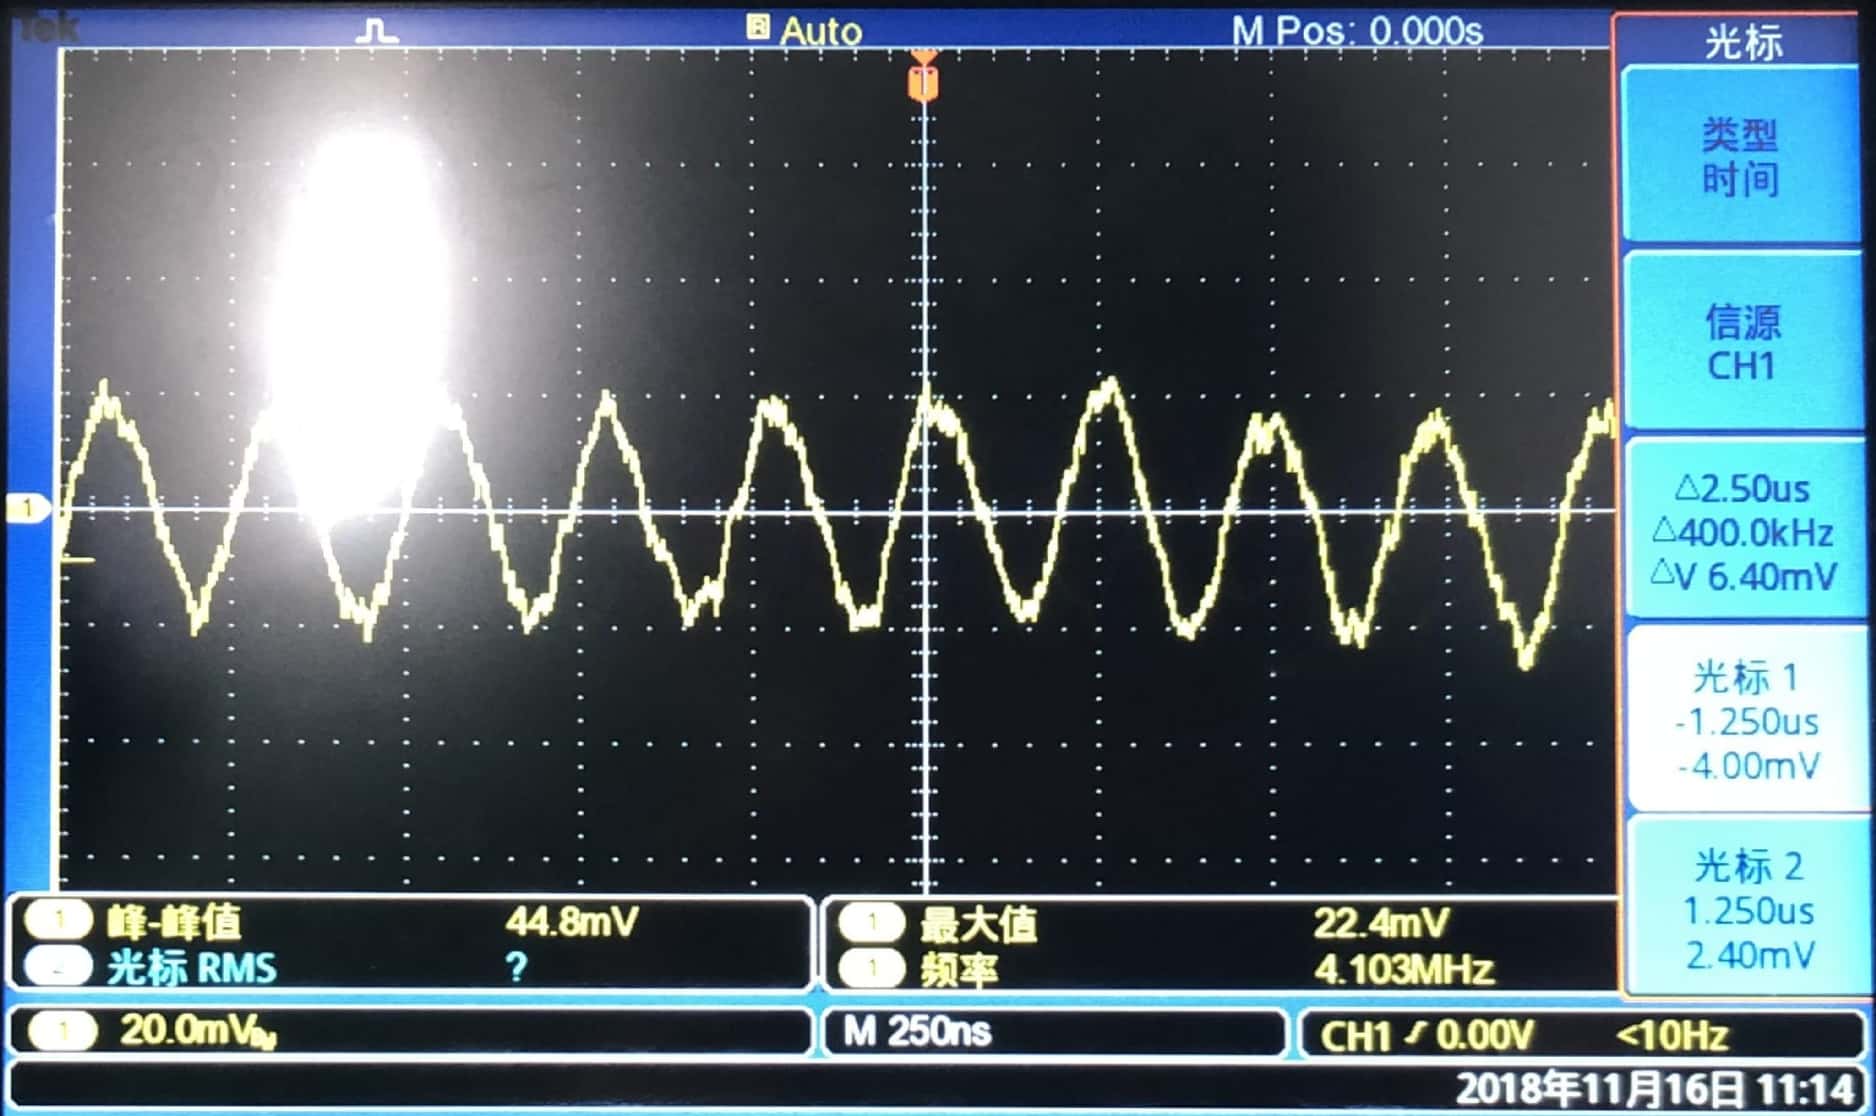 Tek
R Auto
M Pos: 0.000s
光标
T
类型
时间
信源
CH1
△2.50us
△400.0kHz
△V 6.40mV
光标 1
-1.250us
-4.00mV
光标 2
1.250us
2.40mV
1
1 峰-峰值 44.8mV
2 光标 RMS ?
1 最大值 22.4mV
1 频率 4.103MHz
1 20.0mV
M 250ns
CH1 0.00V <10Hz
2018年11月16日 11:14